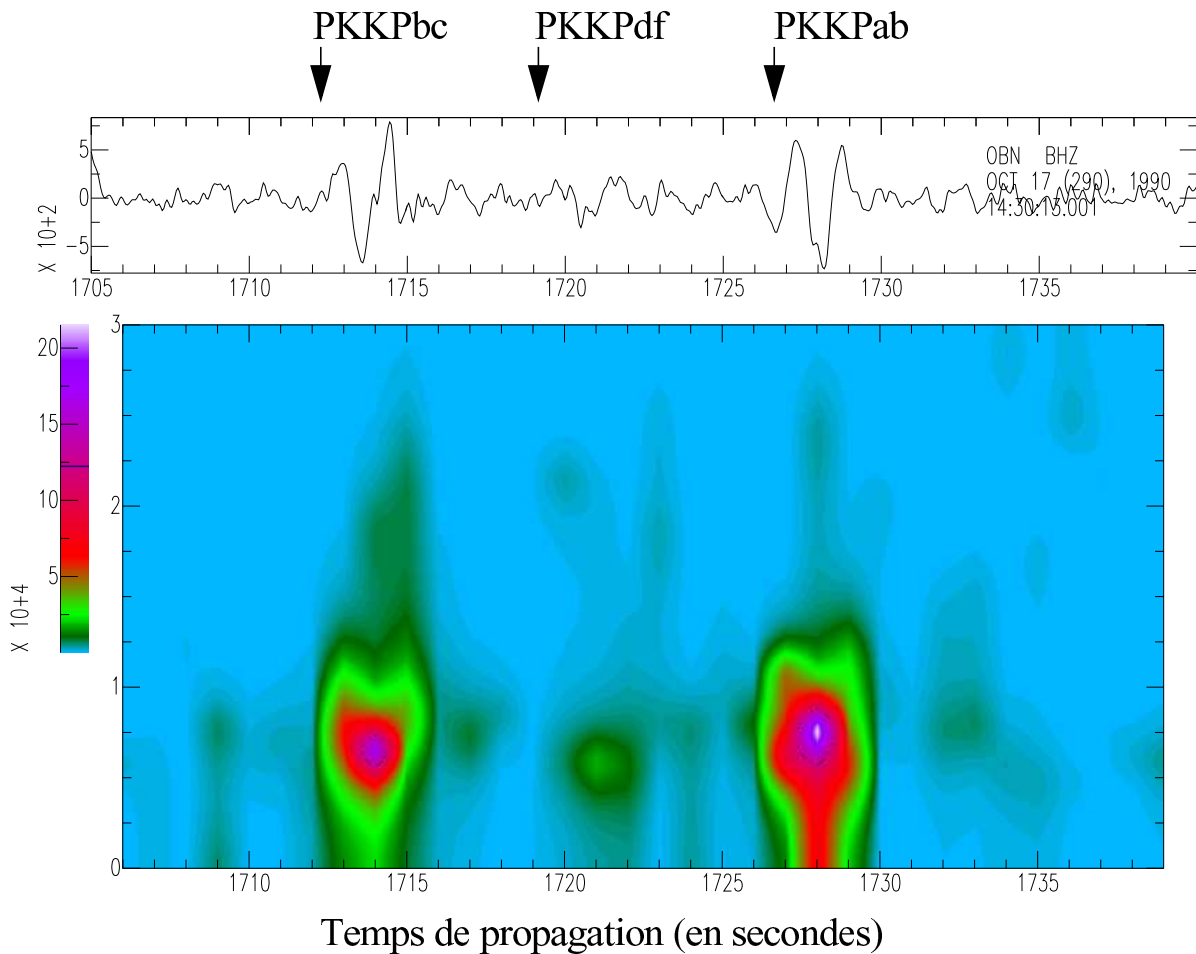 PKKPbc PKKPdf PKKPab
5
0
-5
X 10+2
OBN BHZ
OCT 17 (290), 1990
14:30:13.001
1705 1710 1715 1720 1725 1730 1735
20
15
10
5
X 10+4
3
2
1
0
1710 1715 1720 1725 1730 1735
Temps de propagation (en secondes)